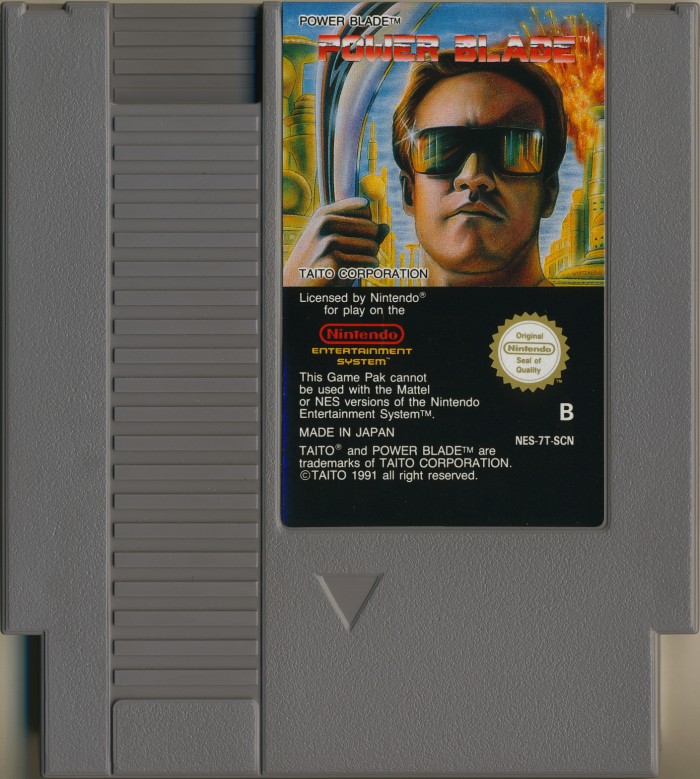 POWER BLADE™
POWER BLADE™
TAITO CORPORATION
Licensed by Nintendo®
for play on the
Nintendo
ENTERTAINMENT
SYSTEM™
Original
Nintendo
Seal of
Quality
™
This Game Pak cannot
be used with the Mattel
or NES versions of the Nintendo
Entertainment System™.
B
MADE IN JAPAN
NES-7T-SCN
TAITO® and POWER BLADE™ are
trademarks of TAITO CORPORATION.
©TAITO 1991 all right reserved.